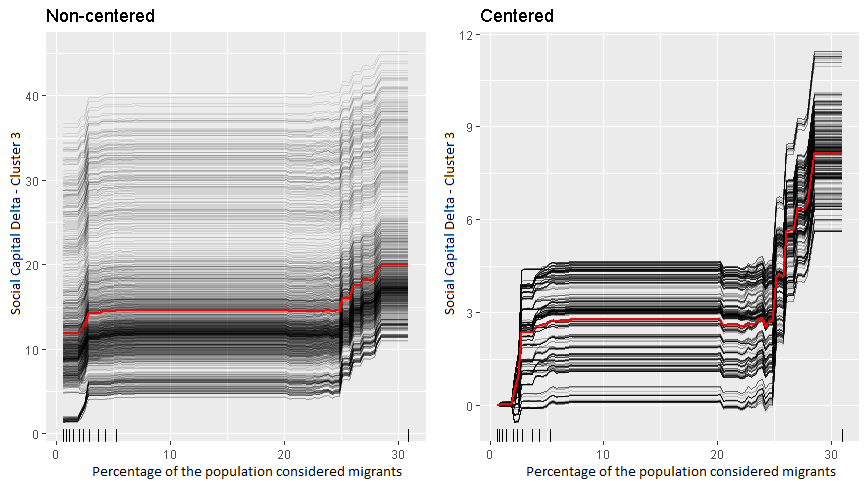 Non-centered
Social Capital Delta - Cluster 3
40
30
20
10
0
0 10 20 30
Percentage of the population considered migrants
Centered
Social Capital Delta - Cluster 3
12
9
6
3
0
0 10 20 30
Percentage of the population considered migrants